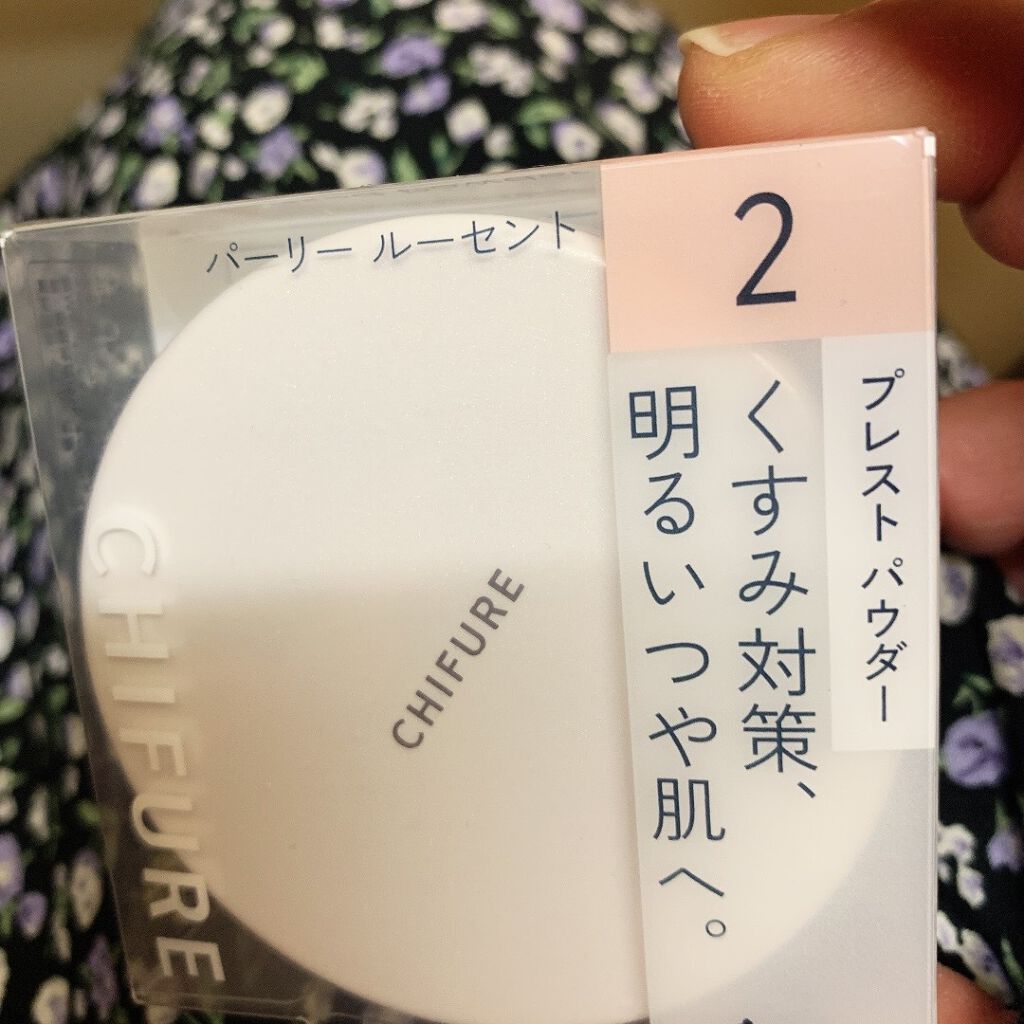 パーリー ルーセント
2
プレスト パウダー
くすみ対策、
明るいつや肌へ。
CHIFURE
CHIFURE